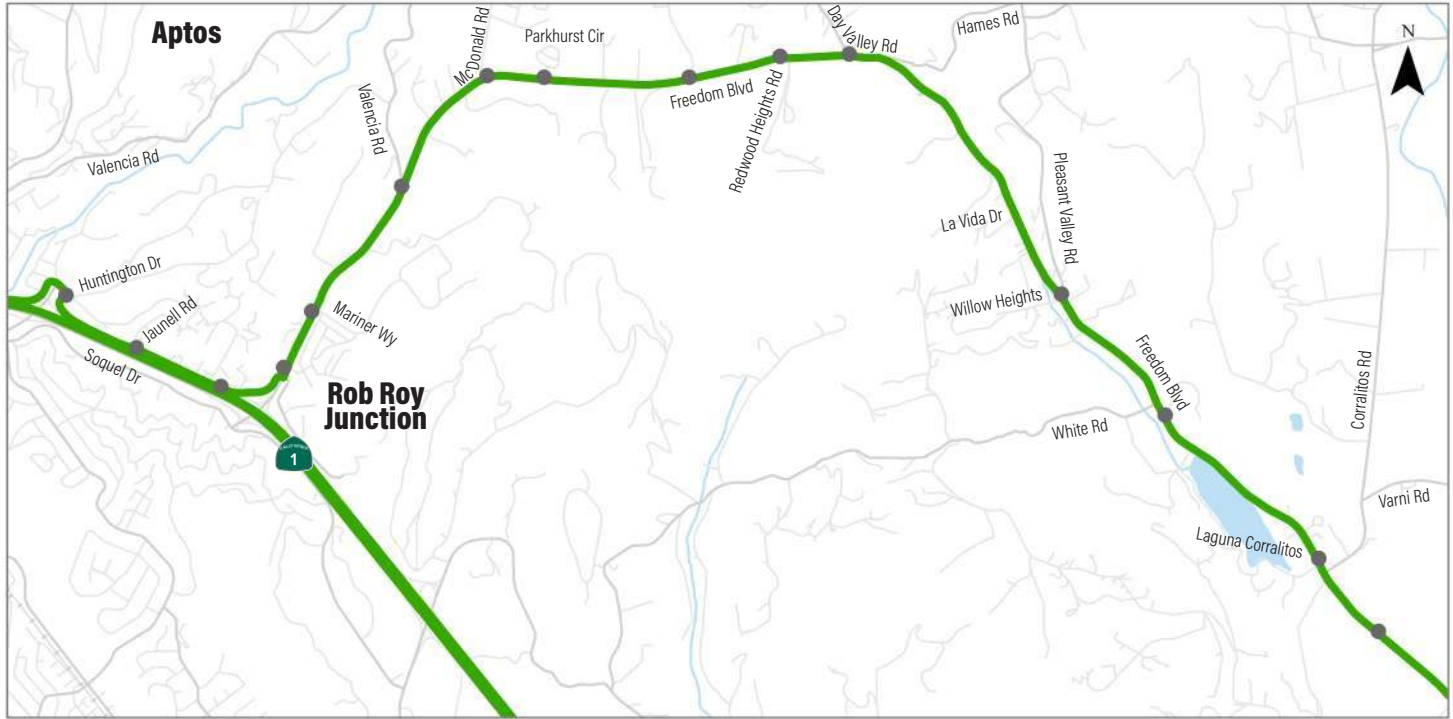 Aptos
McDonald Rd
Parkhurst Cir
Day Valley Rd
Hames Rd
N
Valencia Rd
Freedom Blvd
Redwood Heights Rd
Valencia Rd
Pleasant Valley Rd
La Vida Dr
Huntington Dr
Willow Heights
Jaunell Rd
Mariner Wy
Soquel Dr
Freedom Blvd
Corralitos Rd
Rob Roy
Junction
White Rd
1
Varni Rd
Laguna Corralitos